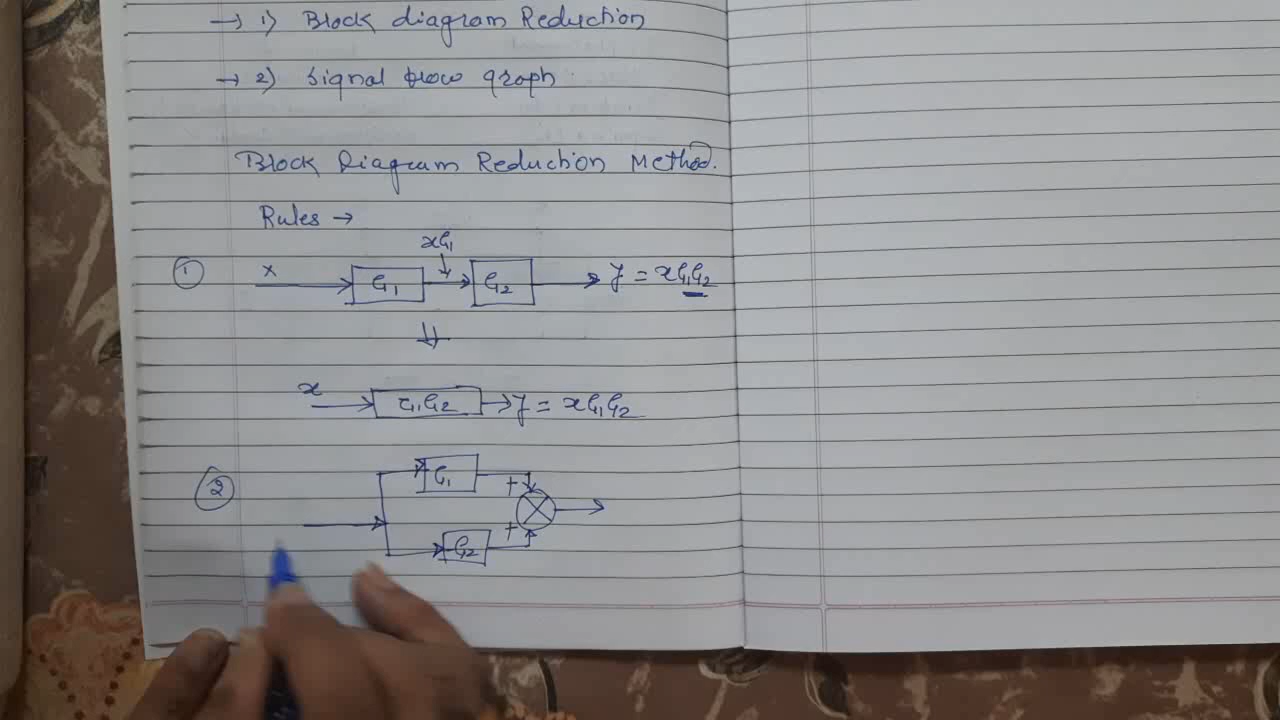 → 1) Block diagram Reduction
→ 2) Signal flow graph
Block Diagram Reduction Method.
Rules →
xG1
① x G1 G2 y = xG1G2
x G1G2 y = xG1G2
② G1 +
G2 +